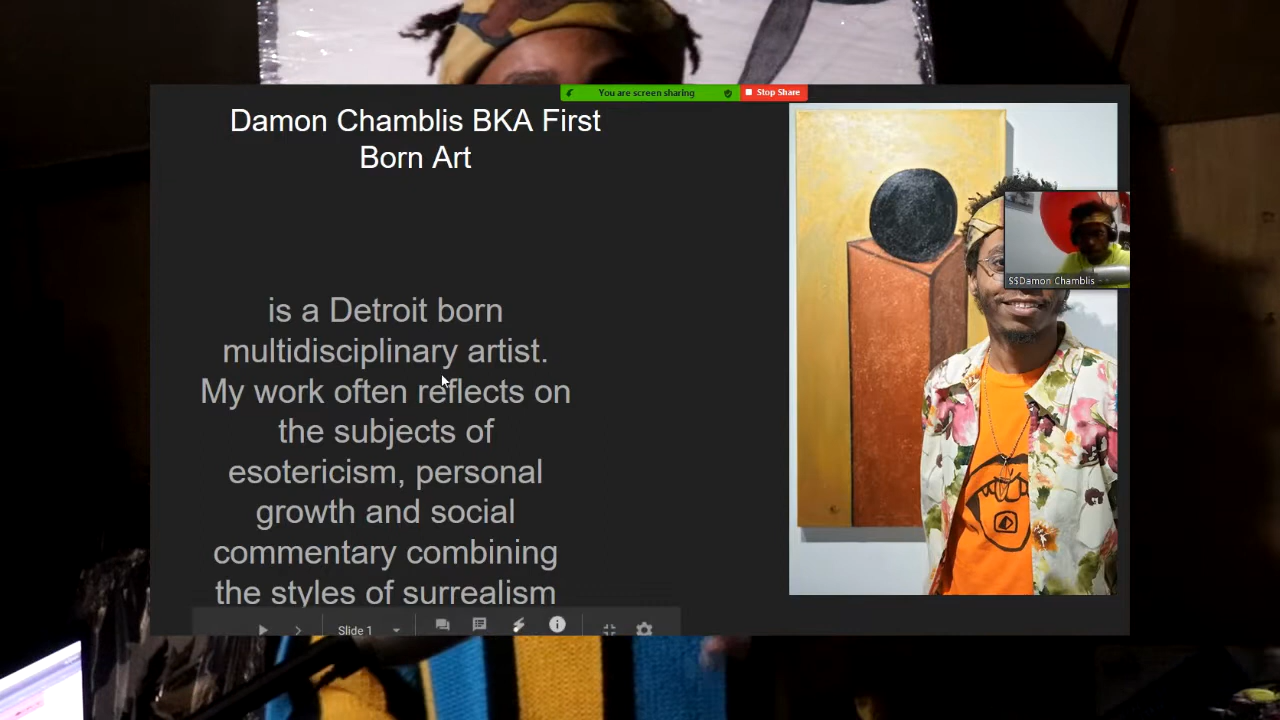 You are screen sharing
Stop Share
Damon Chamblis BKA First
Born Art
S$Damon Chamblis
is a Detroit born
multidisciplinary artist.
My work often reflects on
the subjects of
esotericism, personal
growth and social
commentary combining
the styles of surrealism
Slide 1